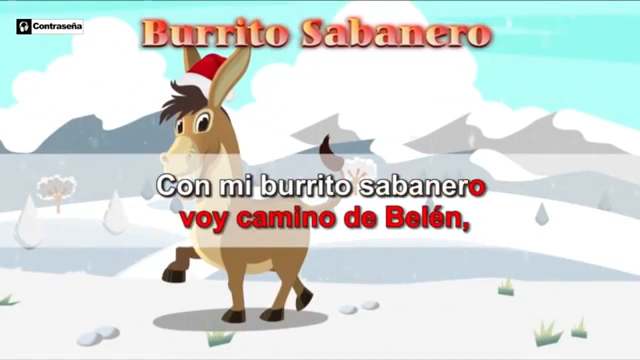 Contraseña
Burrito Sabanero
Con mi burrito sabanero
voy camino de Belén,